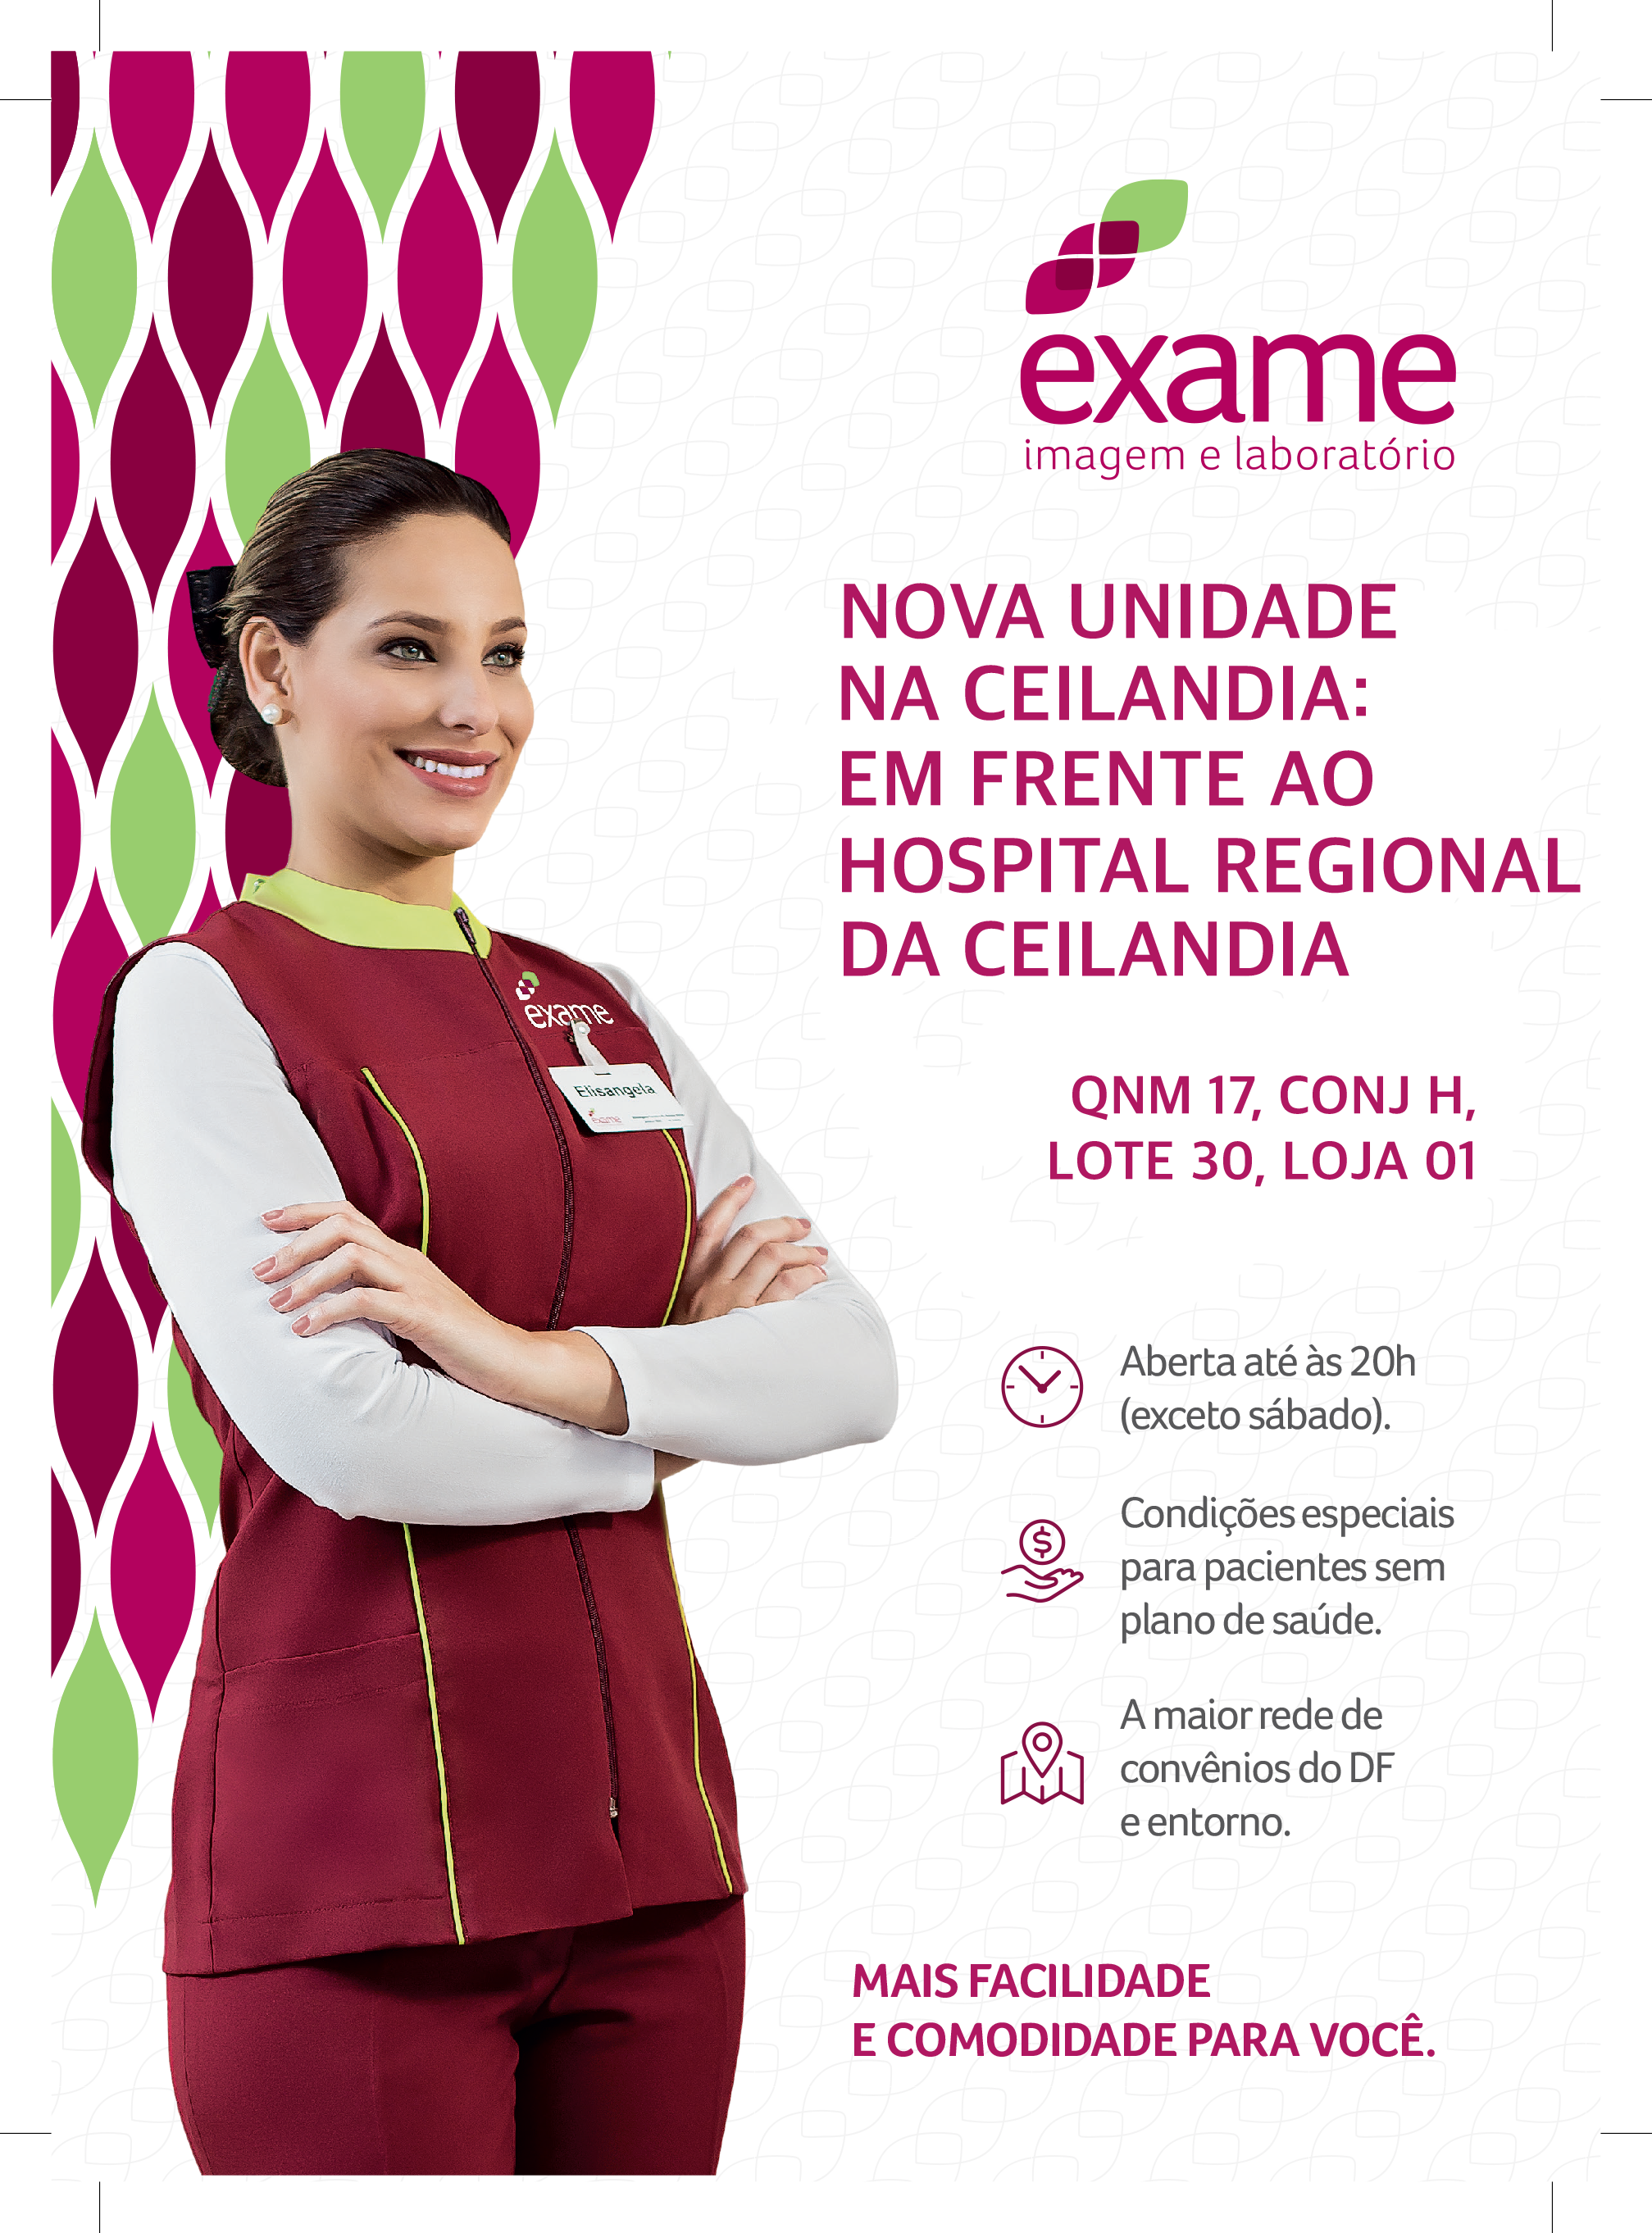 exame
imagem e laboratório
NOVA UNIDADE
NA CEILANDIA:
EM FRENTE AO
HOSPITAL REGIONAL
DA CEILANDIA
QNM 17, CONJ H,
LOTE 30, LOJA 01
exame
Elisangela
exame
Aberta até às 20h
(exceto sábado).
Condições especiais
para pacientes sem
plano de saúde.
A maior rede de
convênios do DF
e entorno.
MAIS FACILIDADE
E COMODIDADE PARA VOCÊ.